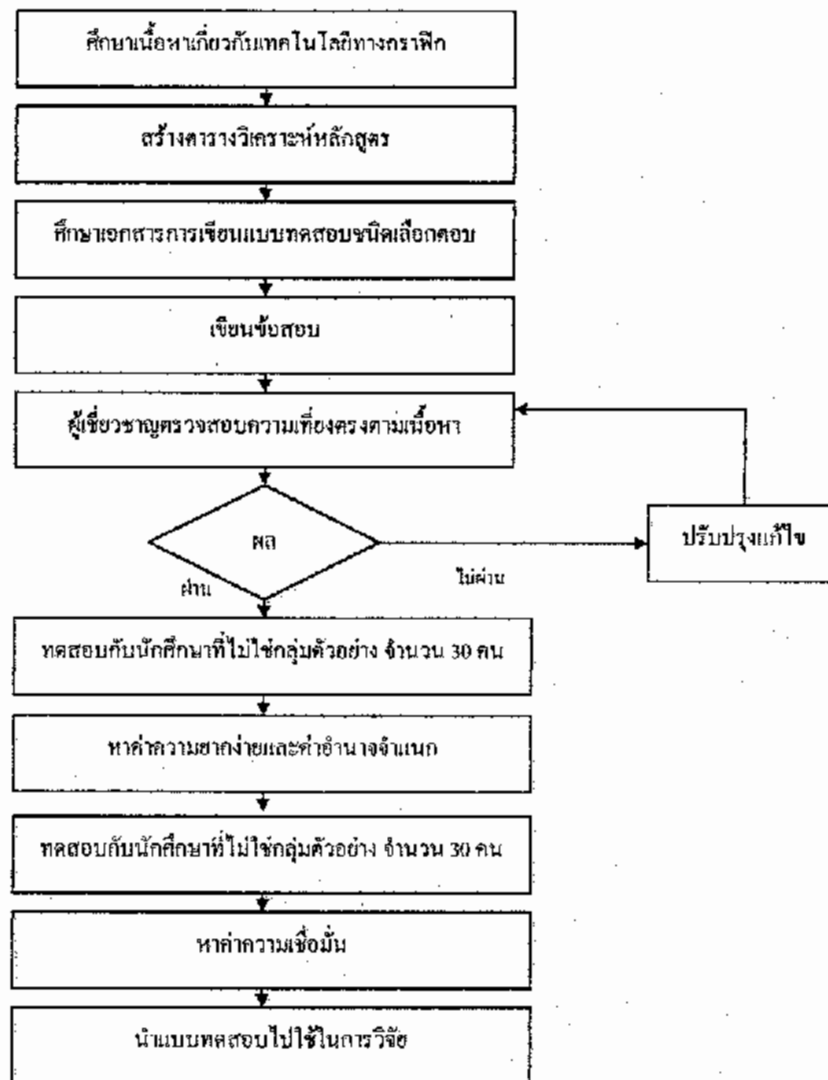 ศึกษาเนื้อหาเกี่ยวกับเทคโนโลยีทางกราฟิก
สร้างตารางวิเคราะห์หลักสูตร
ศึกษาเอกสารการเขียนแบบทดสอบชนิดเลือกตอบ
เขียนข้อสอบ
ผู้เชี่ยวชาญตรวจสอบความเที่ยงตรงตามเนื้อหา
ผล
ปรับปรุงแก้ไข
ผ่าน
ไม่ผ่าน
ทดสอบกับนักศึกษาที่ไม่ใช่กลุ่มตัวอย่าง จำนวน 30 คน
หาค่าความยากง่ายและค่าอำนาจจำแนก
ทดสอบกับนักศึกษาที่ไม่ใช่กลุ่มตัวอย่าง จำนวน 30 คน
หาค่าความเชื่อมั่น
นำแบบทดสอบไปใช้ในการวิจัย